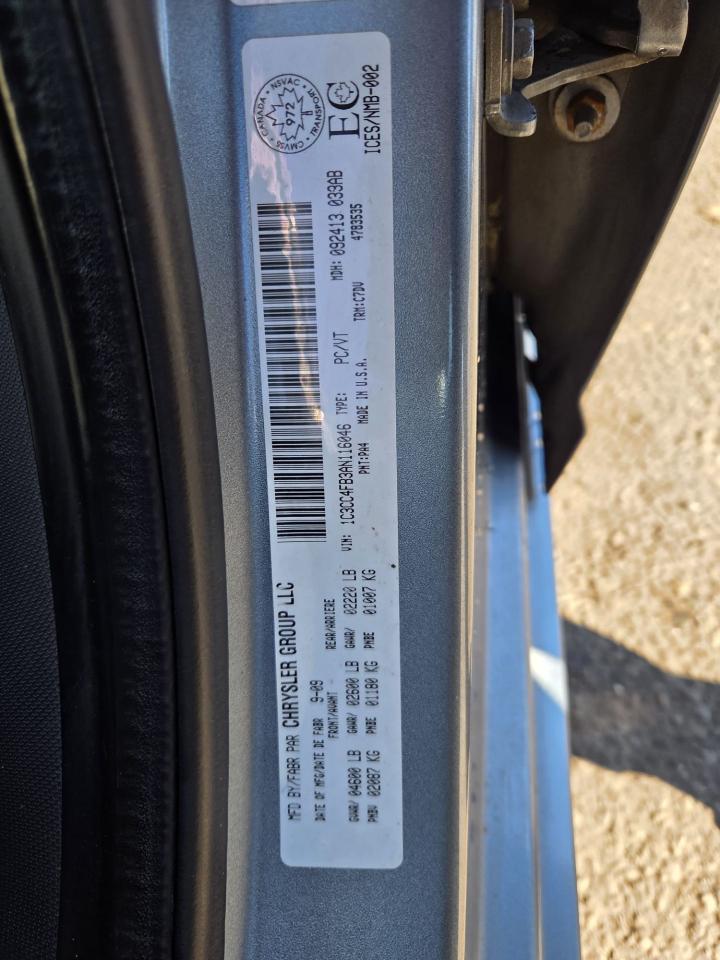 MFD BY/FABR PAR CHRYSLER GROUP LLC
DATE OF MFG/DATE DE FABR 9-09
FRONT/AVANT REAR/ARRIERE
GVWR/ 04600 LB GAWR/ 02600 LB GAWR/ 02220 LB
PNBV 02087 KG PNBE 01180 KG PNBE 01007 KG
VIN: 1C3CC4FB3AN116046 TYPE: PC/VT MDH: 092413 033AB
PNT:PA4 MADE IN U.S.A. TRM:C7DV 4783535
CANADA NSVAC
TRANSPORT
CMVSS
972
EC
ICES/NMB-002